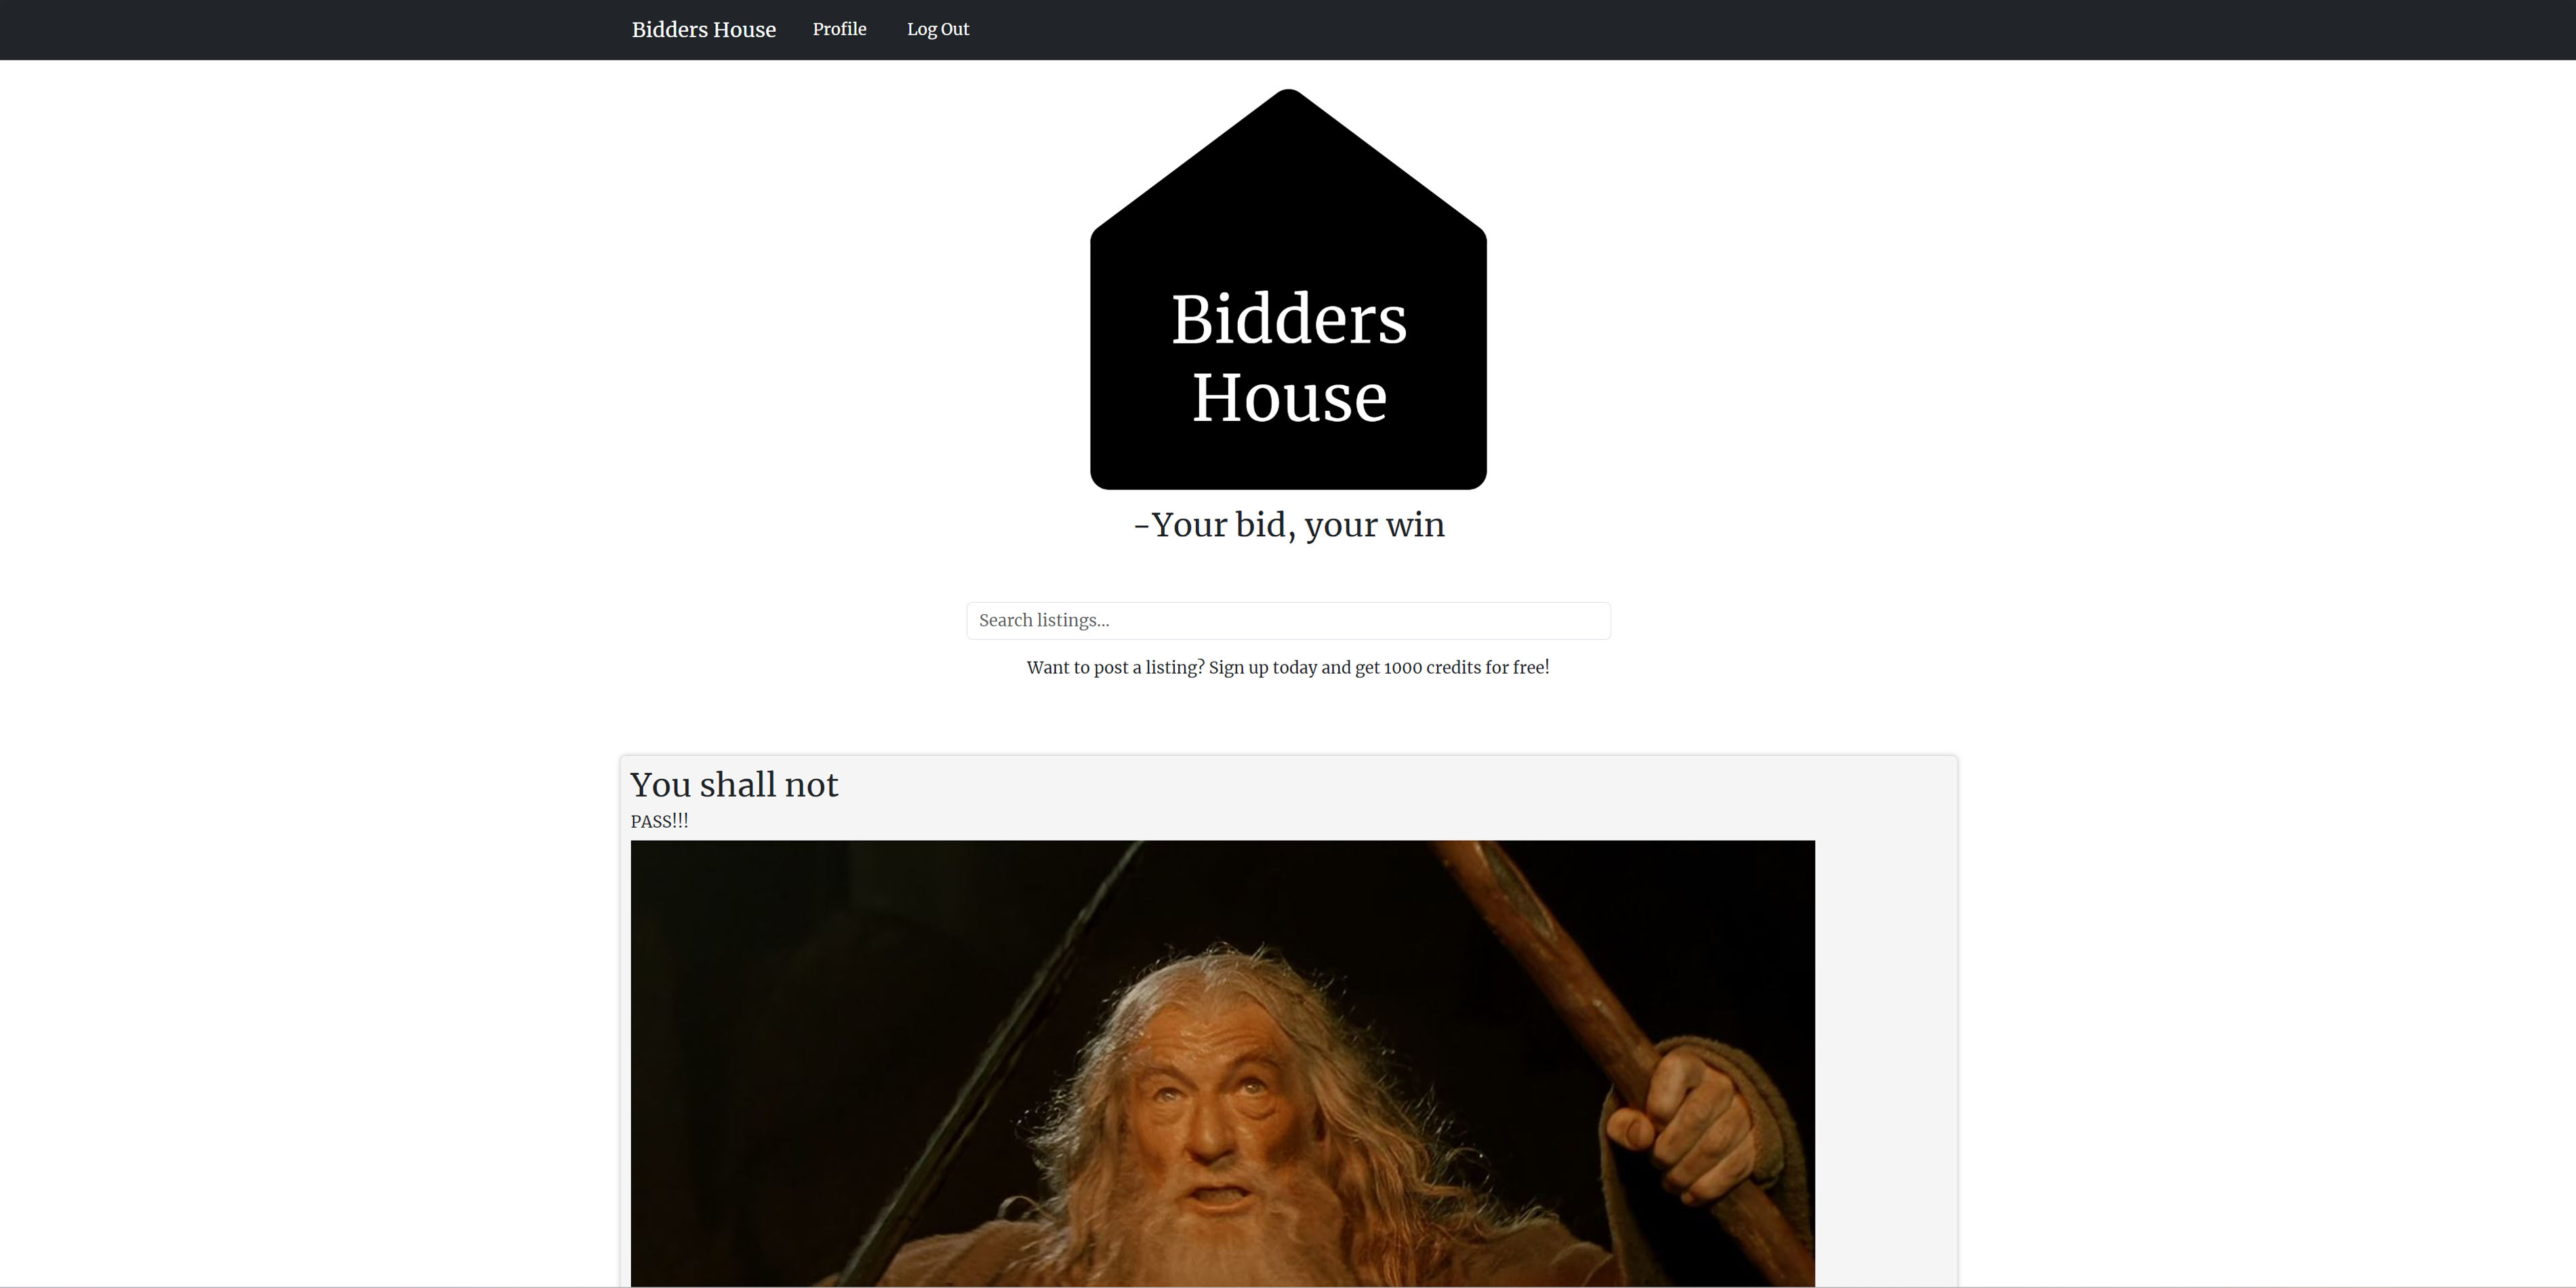 Bidders House Profile Log Out
Bidders
House
-Your bid, your win
Search listings...
Want to post a listing? Sign up today and get 1000 credits for free!
You shall not
PASS!!!